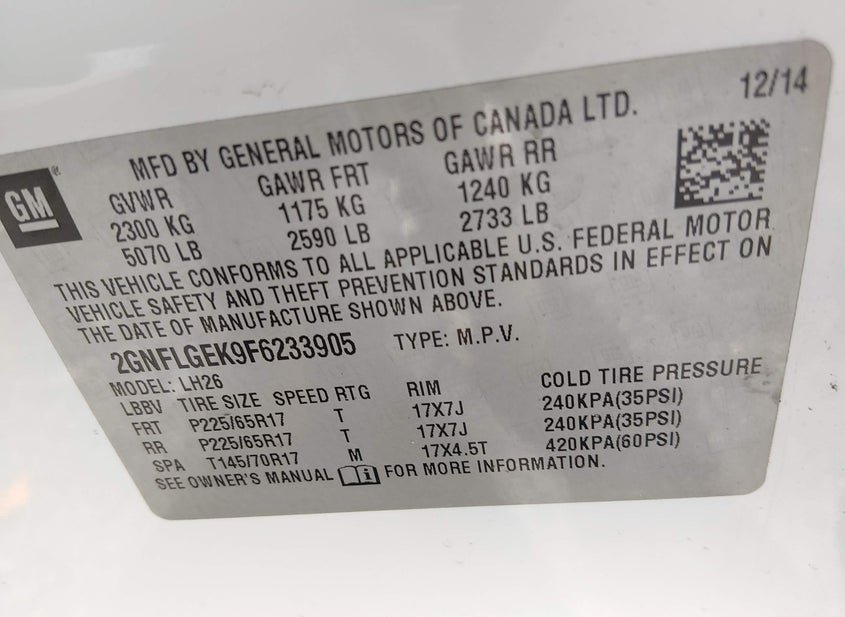 12/14
MFD BY GENERAL MOTORS OF CANADA LTD.
GM®
GVWR GAWR FRT GAWR RR
2300 KG 1175 KG 1240 KG
5070 LB 2590 LB 2733 LB
THIS VEHICLE CONFORMS TO ALL APPLICABLE U.S. FEDERAL MOTOR
VEHICLE SAFETY AND THEFT PREVENTION STANDARDS IN EFFECT ON
THE DATE OF MANUFACTURE SHOWN ABOVE.
2GNFLGEK9F6233905 TYPE: M.P.V.
MODEL: LH26
LBBV TIRE SIZE SPEED RTG RIM COLD TIRE PRESSURE
FRT P225/65R17 T 17X7J 240KPA(35PSI)
RR P225/65R17 T 17X7J 240KPA(35PSI)
SPA T145/70R17 M 17X4.5T 420KPA(60PSI)
SEE OWNER'S MANUAL i FOR MORE INFORMATION.